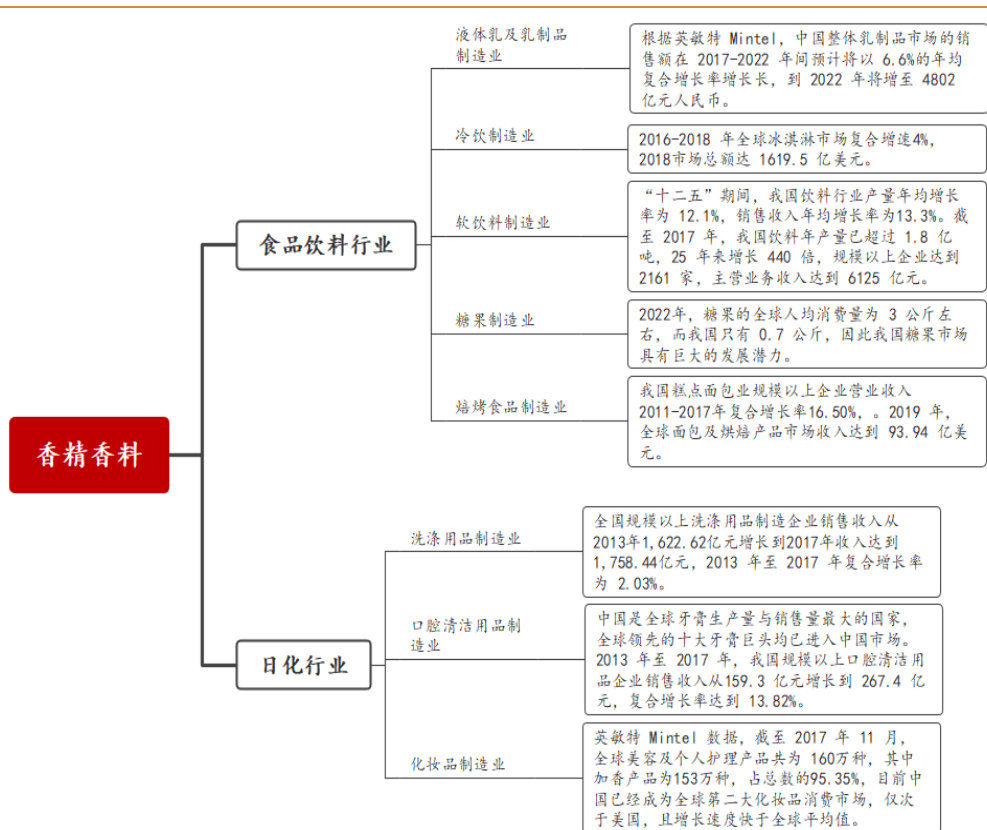 香精香料
食品饮料行业
液体乳及乳制品
制造业
根据英敏特 Mintel，中国整体乳制品市场的销
售额在 2017-2022 年间预计将以 6.6%的年均
复合增长率增长长，到 2022 年将增至 4802
亿元人民币。
冷饮制造业
2016-2018 年全球冰淇淋市场复合增速4%，
2018市场总额达 1619.5 亿美元。
软饮料制造业
“十二五”期间，我国饮料行业产量年均增长
率为 12.1%，销售收入年均增长率为13.3%。截
至 2017 年，我国饮料年产量已超过 1.8 亿
吨，25 年来增长 440 倍，规模以上企业达到
2161 家，主营业务收入达到 6125 亿元。
糖果制造业
2022年，糖果的全球人均消费量为 3 公斤左
右，而我国只有 0.7 公斤，因此我国糖果市场
具有巨大的发展潜力。
焙烤食品制造业
我国糕点面包业规模以上企业营业收入
2011-2017年复合增长率16.50%，。2019 年，
全球面包及烘焙产品市场收入达到 93.94 亿美
元。
日化行业
洗涤用品制造业
全国规模以上洗涤用品制造企业销售收入从
2013年1,622.62亿元增长到2017年收入达到
1,758.44亿元，2013 年至 2017 年复合增长率
为 2.03%。
口腔清洁用品制
造业
中国是全球牙膏生产量与销售量最大的国家，
全球领先的十大牙膏巨头均已进入中国市场。
2013 年至 2017 年，我国规模以上口腔清洁用
品企业销售收入从159.3 亿元增长到 267.4 亿
元，复合增长率达到 13.82%。
化妆品制造业
英敏特 Mintel 数据，截至 2017 年 11 月，
全球美容及个人护理产品共为 160万种，其中
加香产品为153万种，占总数的95.35%，目前中
国已经成为全球第二大化妆品消费市场，仅次
于美国，且增长速度快于全球平均值。